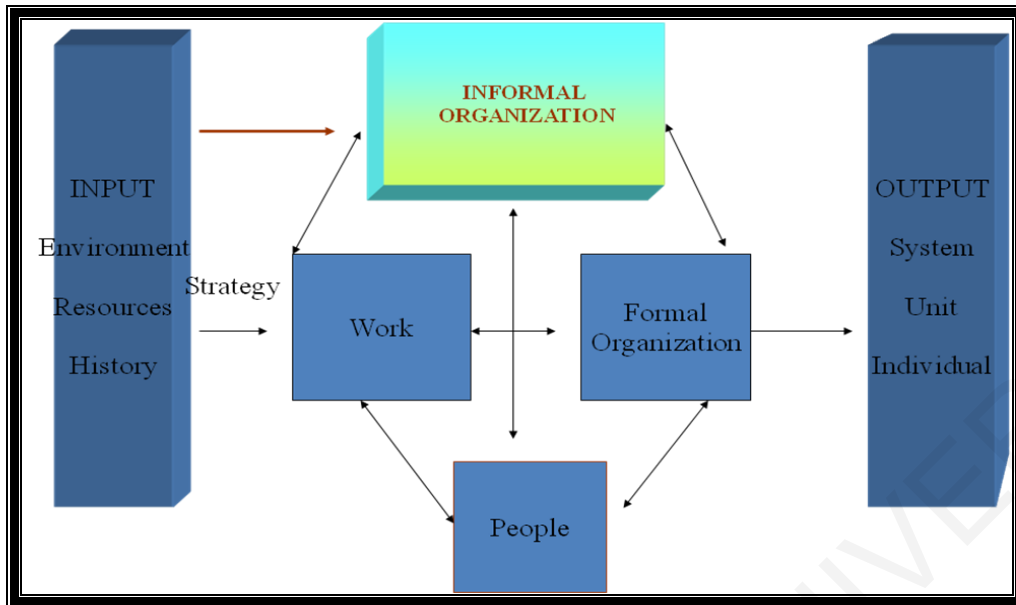 INFORMAL
ORGANIZATION
INPUT
Environment
Resources
History
Strategy
Work
Formal
Organization
People
OUTPUT
System
Unit
Individual